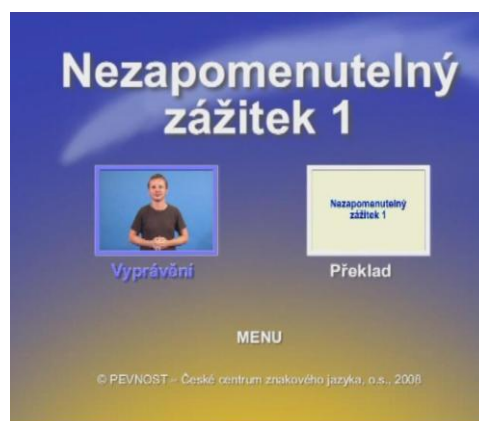 Nezapomenutelný
zážitek 1
Nezapomenutelný
zážitek 1
Vyprávění
Překlad
MENU
© PEVNOST – České centrum znakového jazyka, o.s., 2008